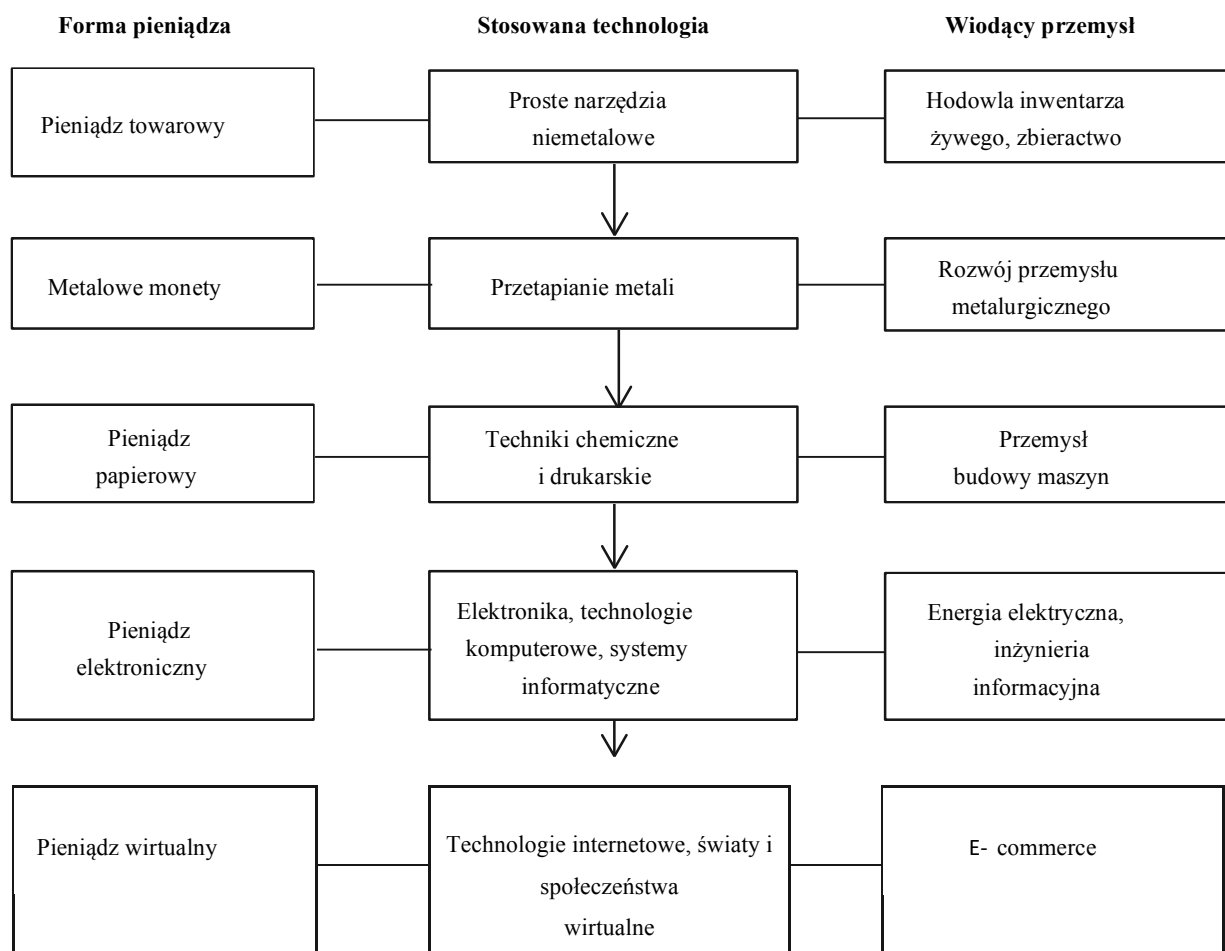 Forma pieniądza
Stosowana technologia
Wiodący przemysł
Pieniądz towarowy
Proste narzędzia
niemetalowe
Hodowla inwentarza
żywego, zbieractwo
Metalowe monety
Przetapianie metali
Rozwój przemysłu
metalurgicznego
Pieniądz
papierowy
Techniki chemiczne
i drukarskie
Przemysł
budowy maszyn
Pieniądz
elektroniczny
Elektronika, technologie
komputerowe, systemy
informatyczne
Energia elektryczna,
inżynieria
informacyjna
Pieniądz wirtualny
Technologie internetowe, światy i
społeczeństwa
wirtualne
E- commerce